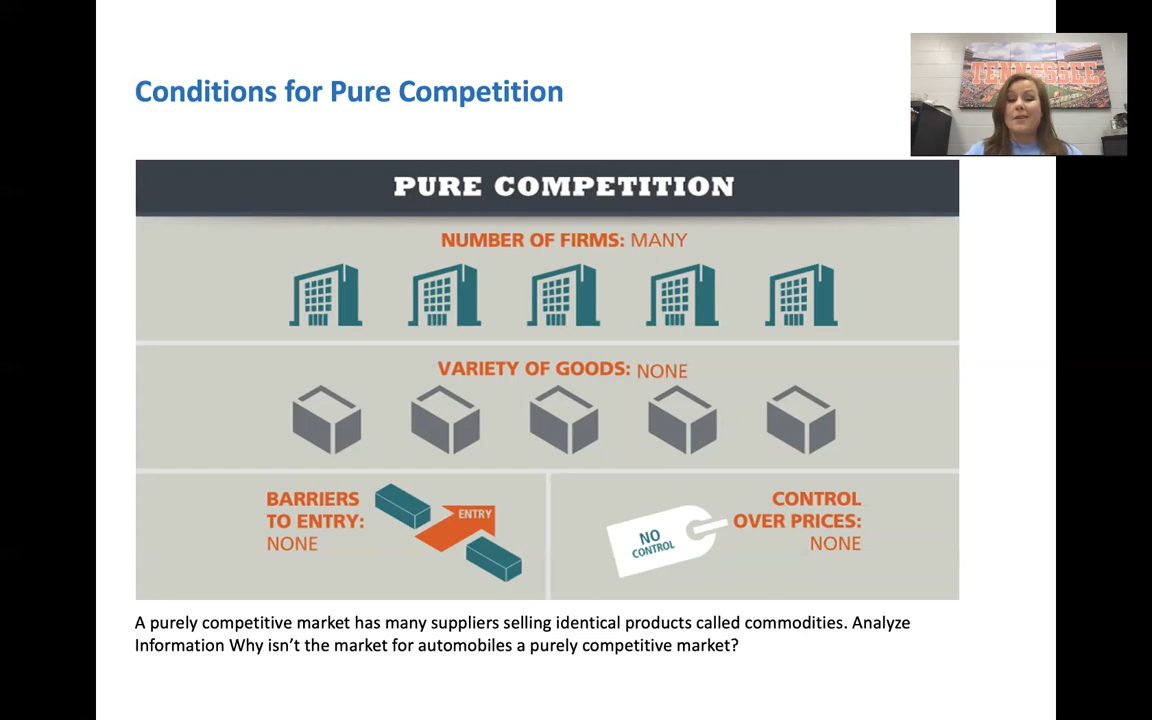 Conditions for Pure Competition
TENNESSEE
PURE COMPETITION
NUMBER OF FIRMS: MANY
VARIETY OF GOODS: NONE
BARRIERS
TO ENTRY:
NONE
ENTRY
NO
CONTROL
CONTROL
OVER PRICES:
NONE
A purely competitive market has many suppliers selling identical products called commodities. Analyze
Information Why isn’t the market for automobiles a purely competitive market?